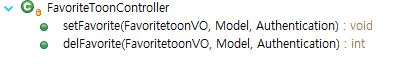 FavoriteToonController
setFavorite(FavoritetoonVO, Model, Authentication) : void
delFavorite(FavoritetoonVO, Model, Authentication) : int